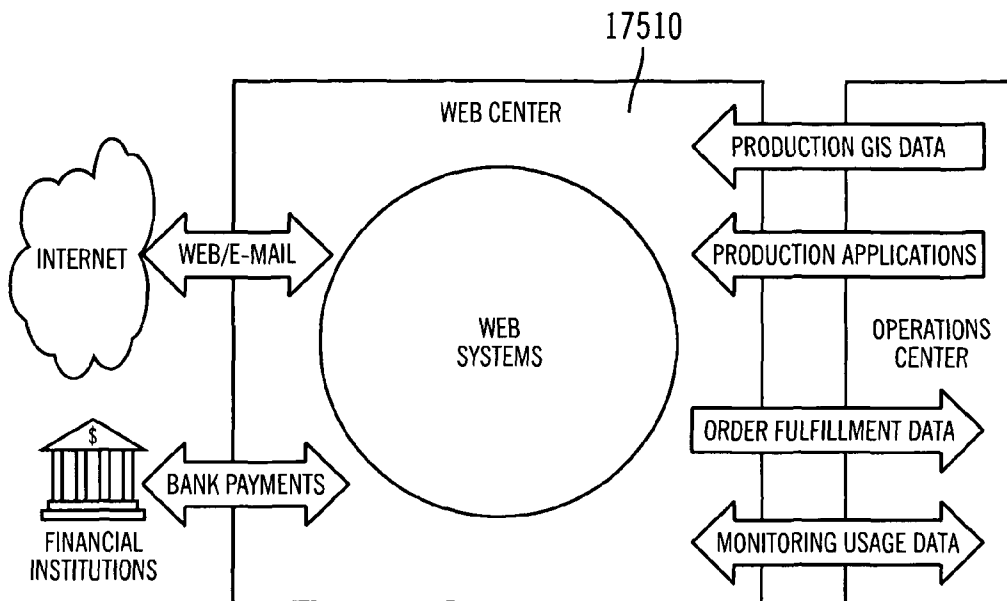 17510
WEB CENTER
PRODUCTION GIS DATA
INTERNET
WEB/E-MAIL
PRODUCTION APPLICATIONS
WEB
SYSTEMS
OPERATIONS
CENTER
$
ORDER FULFILLMENT DATA
BANK PAYMENTS
FINANCIAL
INSTITUTIONS
MONITORING USAGE DATA